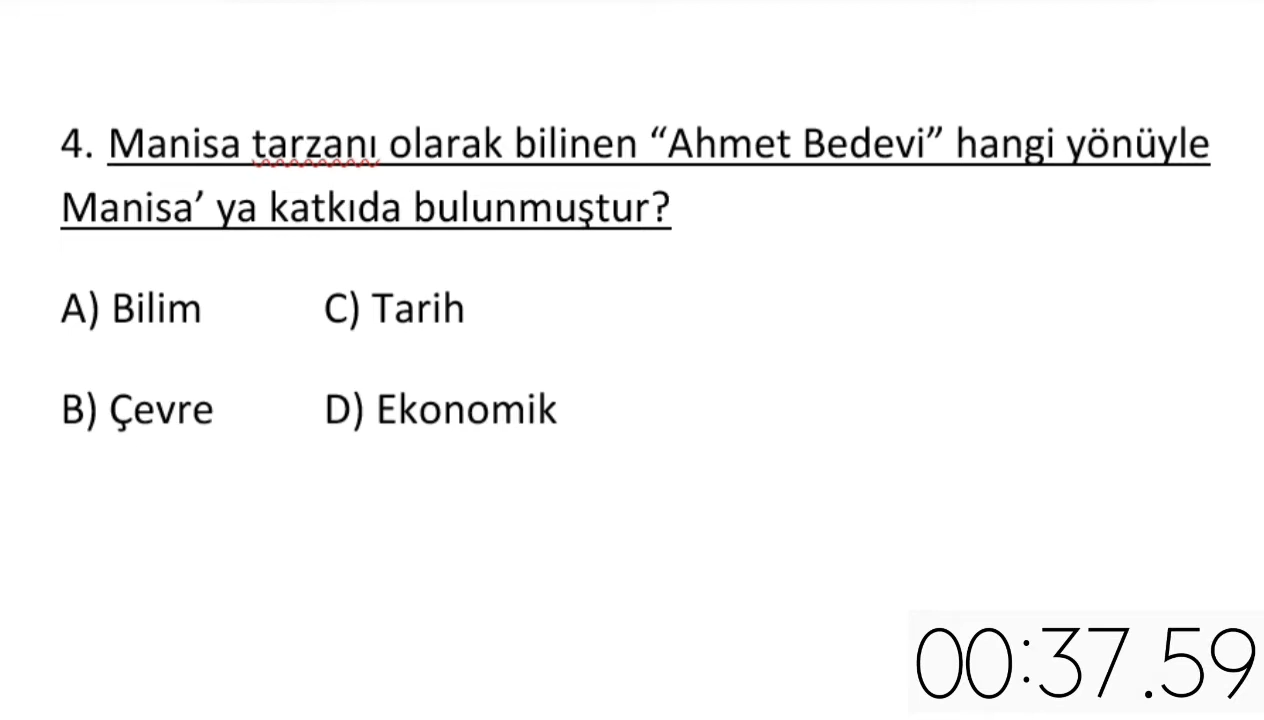 4. Manisa tarzanı olarak bilinen “Ahmet Bedevi” hangi yönüyle
Manisa’ ya katkıda bulunmuştur?
A) Bilim C) Tarih
B) Çevre D) Ekonomik
00:37.59